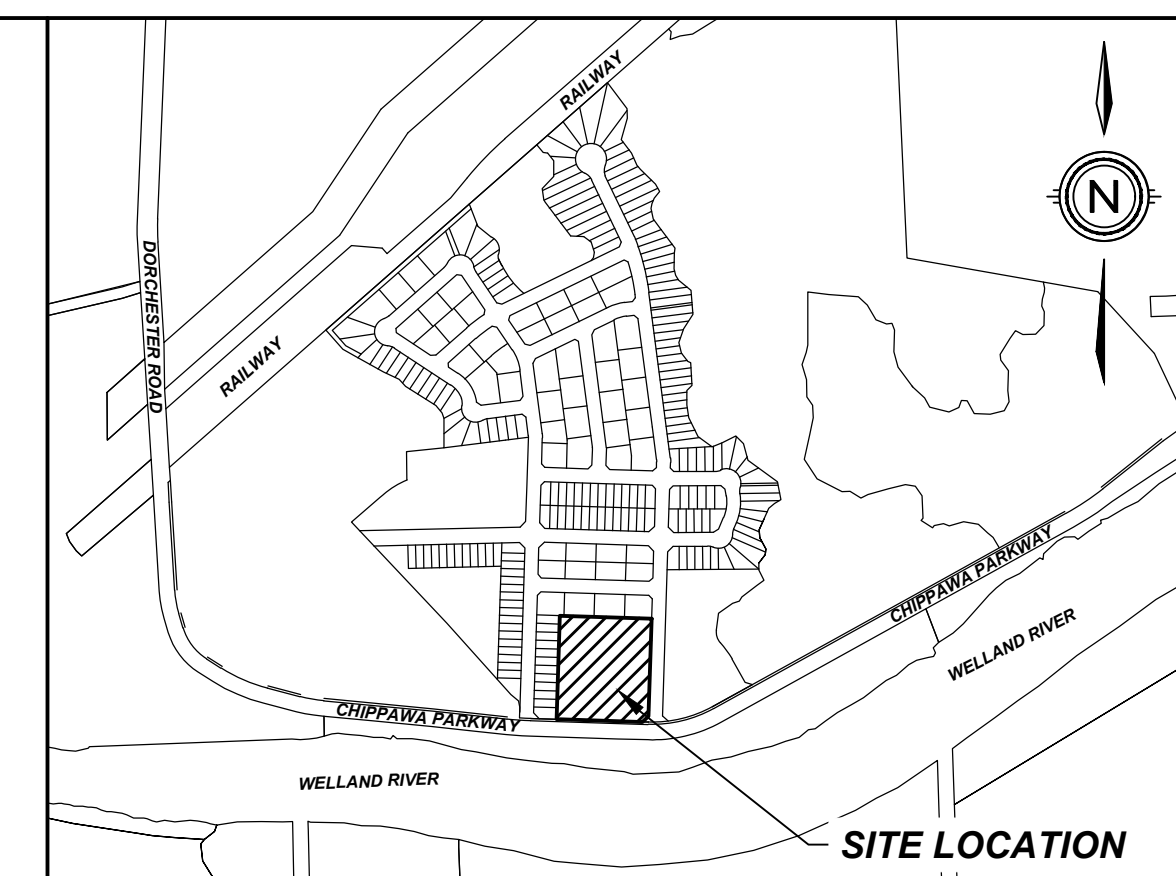 RAILWAY
N
DORCHESTER ROAD
RAILWAY
CHIPPAWA PARKWAY
WELLAND RIVER
CHIPPAWA PARKWAY
WELLAND RIVER
SITE LOCATION